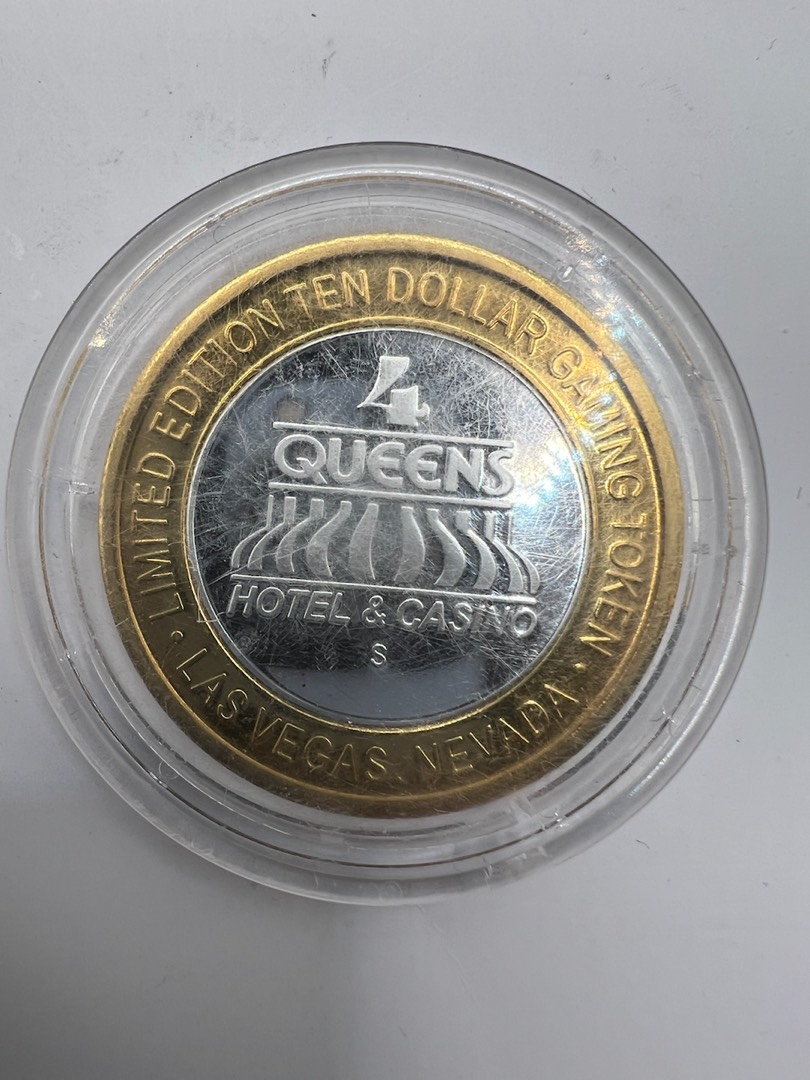 LIMITED EDITION TEN DOLLAR GAMING TOKEN
4
QUEENS
HOTEL & CASINO
S
• LAS VEGAS, NEVADA •